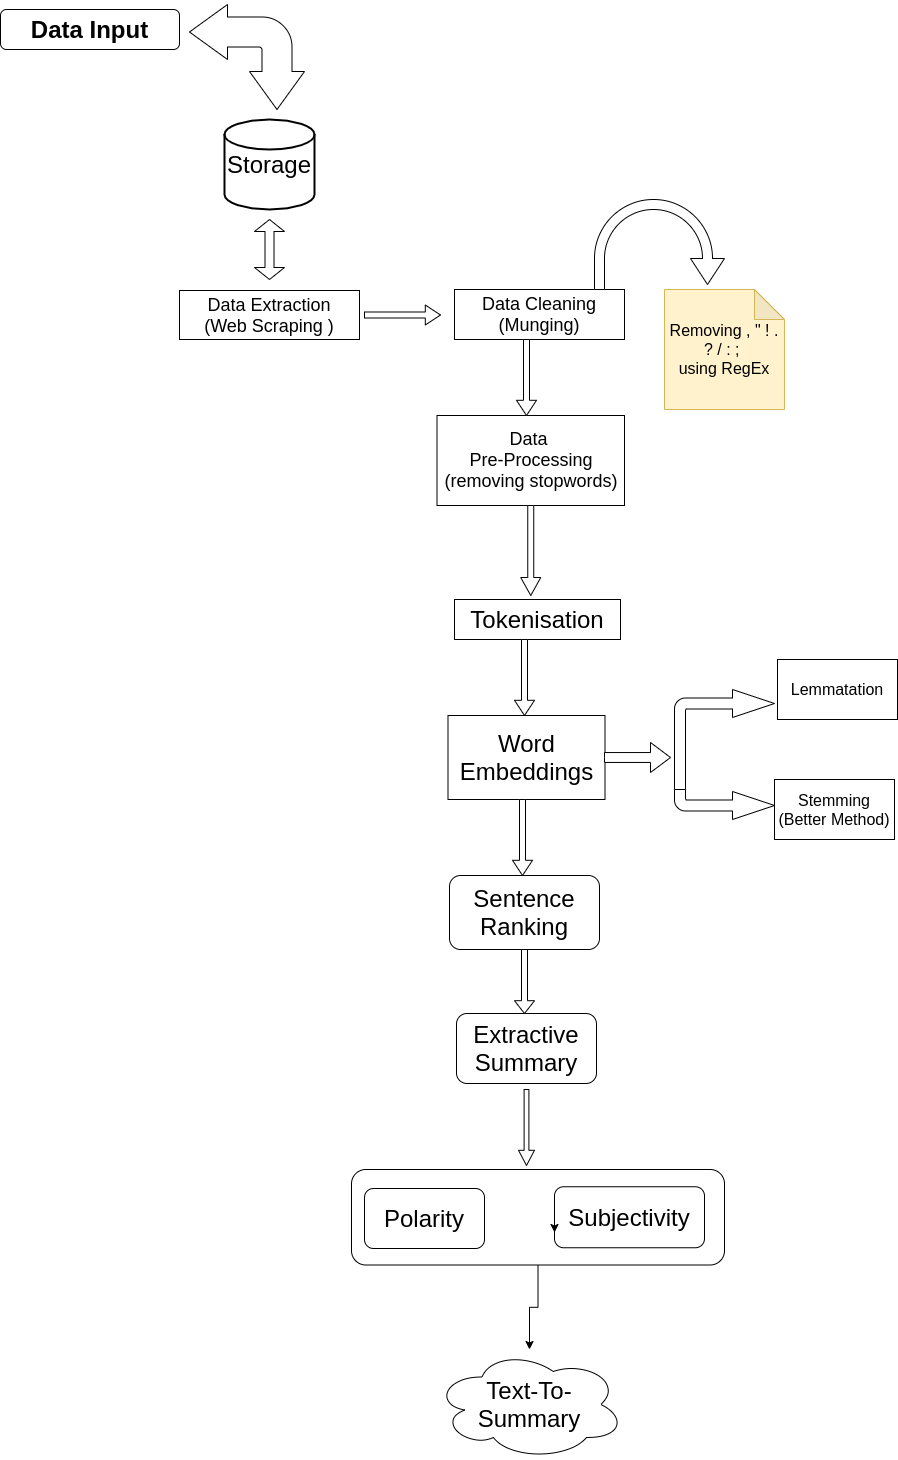 Data Input
Storage
Data Extraction
(Web Scraping )
Data Cleaning
(Munging)
Removing , " ! .
? / : ;
using RegEx
Data
Pre-Processing
(removing stopwords)
Tokenisation
Word
Embeddings
Lemmatation
Stemming
(Better Method)
Sentence
Ranking
Extractive
Summary
Polarity
Subjectivity
Text-To-
Summary